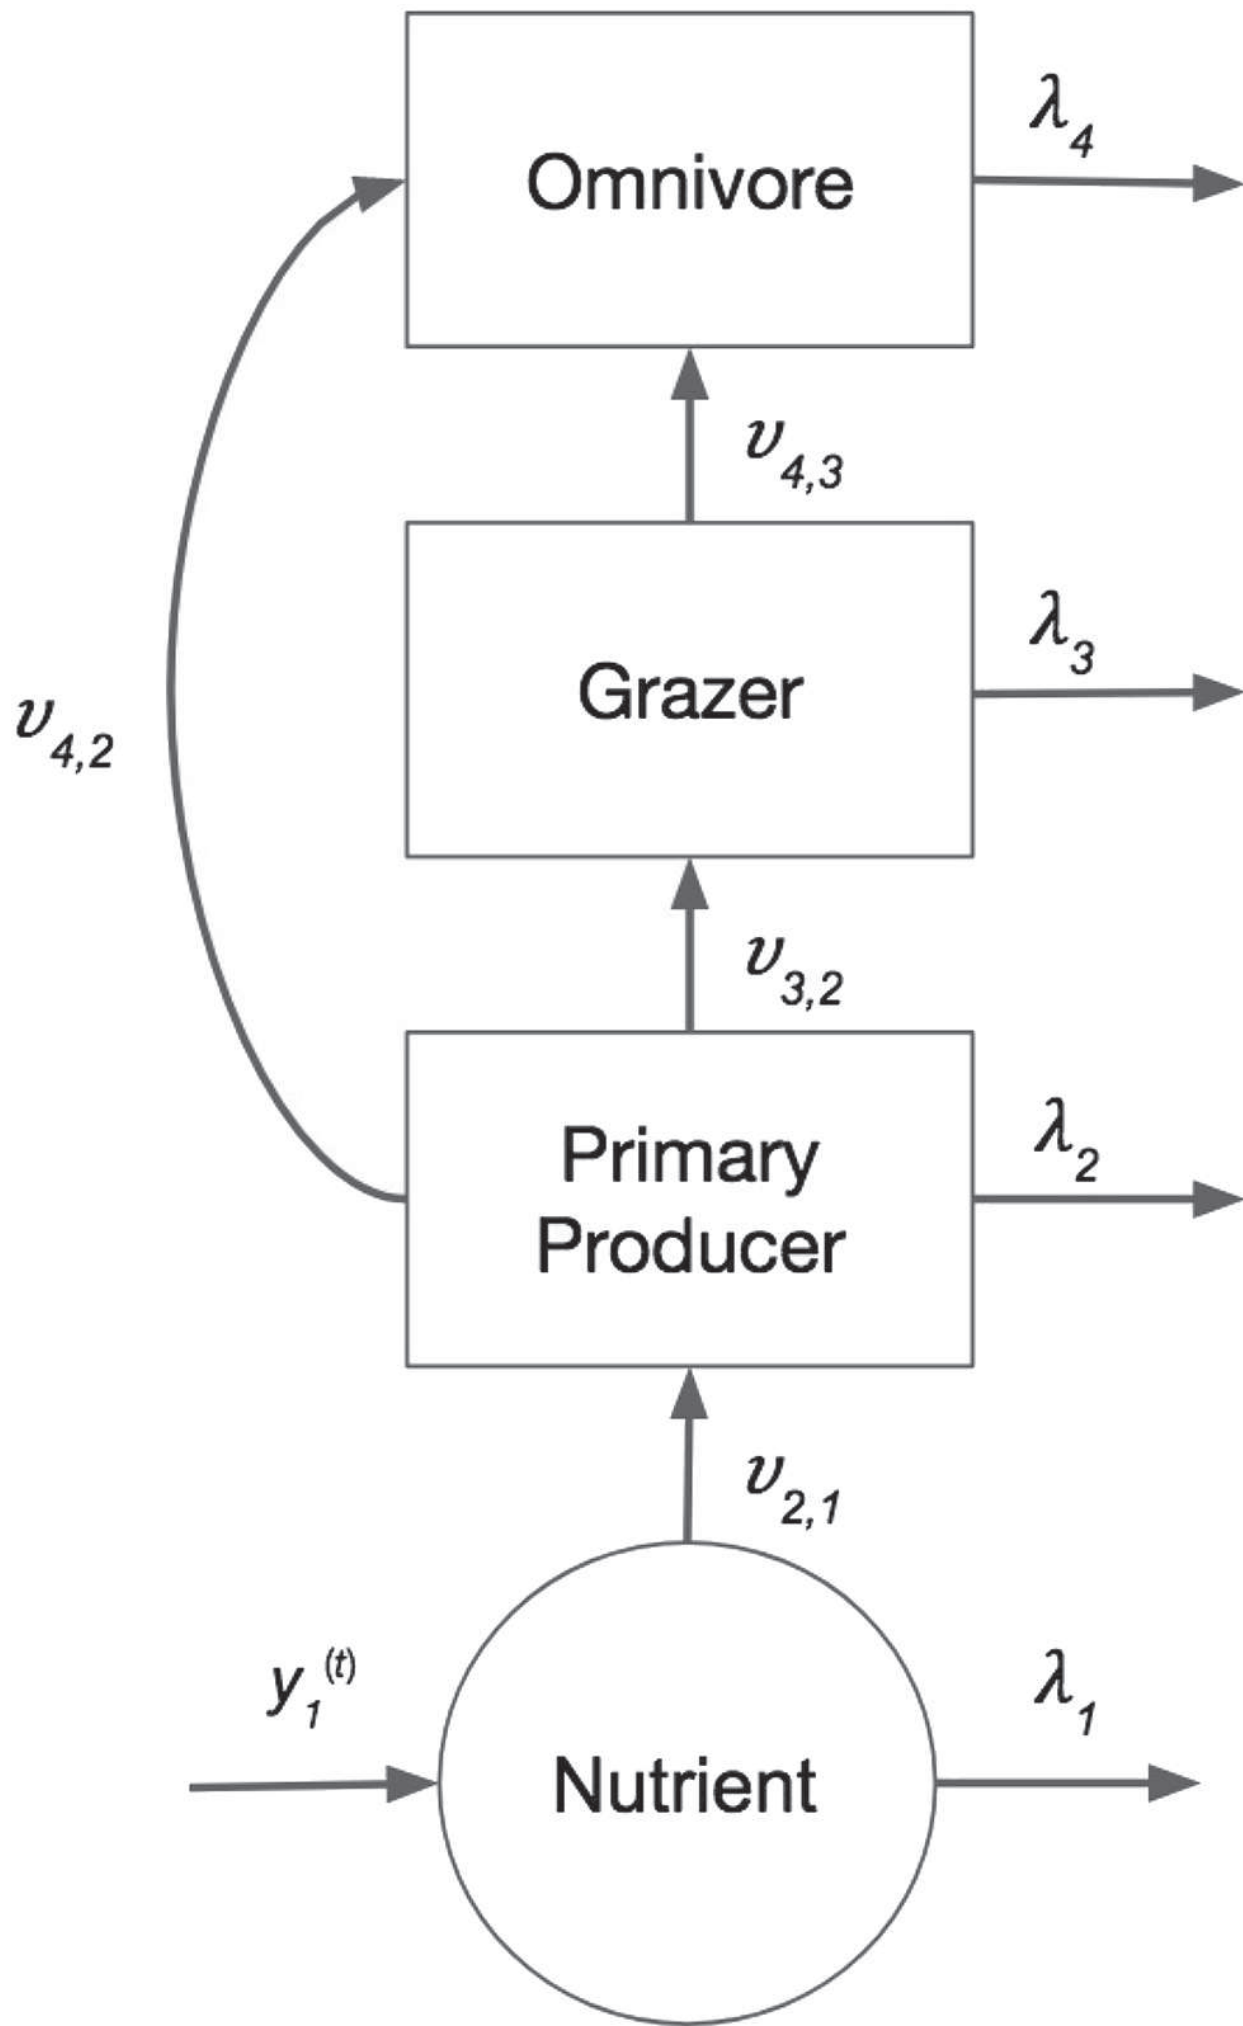 λ4
Omnivore
υ4,3
λ3
Grazer
υ4,2
υ3,2
λ2
Primary
Producer
υ2,1
y1(t)
λ1
Nutrient